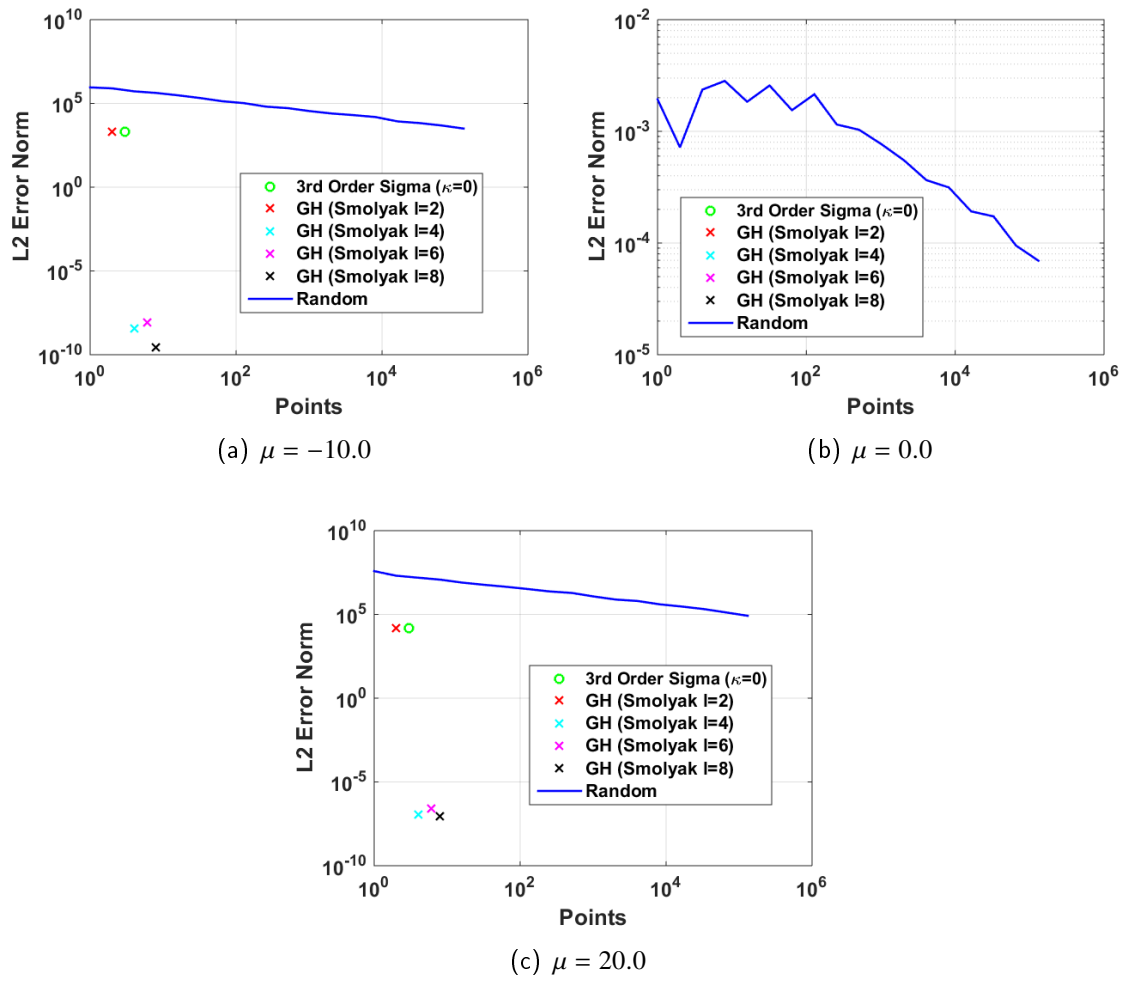 10^10
10^5
10^0
10^-5
10^-10
L2 Error Norm
3rd Order Sigma (κ=0)
GH (Smolyak l=2)
GH (Smolyak l=4)
GH (Smolyak l=6)
GH (Smolyak l=8)
Random
10^0 10^2 10^4 10^6
Points
(a) μ = −10.0
10^-2
10^-3
10^-4
10^-5
L2 Error Norm
3rd Order Sigma (κ=0)
GH (Smolyak l=2)
GH (Smolyak l=4)
GH (Smolyak l=6)
GH (Smolyak l=8)
Random
10^0 10^2 10^4 10^6
Points
(b) μ = 0.0
10^10
10^5
10^0
10^-5
10^-10
L2 Error Norm
3rd Order Sigma (κ=0)
GH (Smolyak l=2)
GH (Smolyak l=4)
GH (Smolyak l=6)
GH (Smolyak l=8)
Random
10^0 10^2 10^4 10^6
Points
(c) μ = 20.0